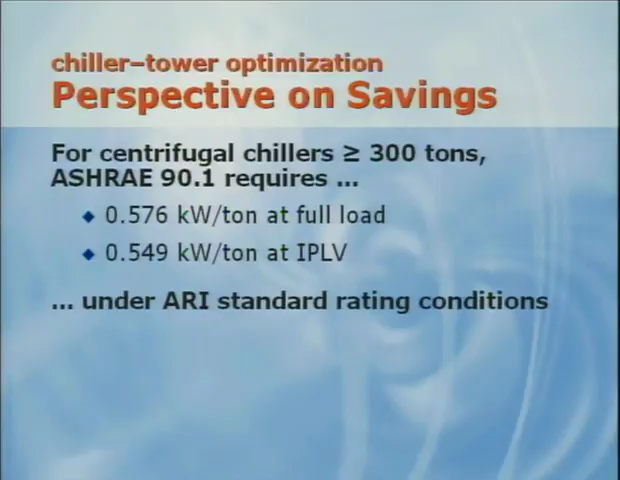 chiller–tower optimization
Perspective on Savings
For centrifugal chillers ≥ 300 tons,
ASHRAE 90.1 requires ...
◆ 0.576 kW/ton at full load
◆ 0.549 kW/ton at IPLV
... under ARI standard rating conditions